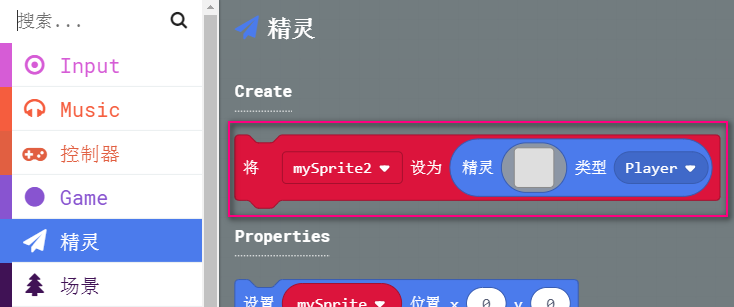 搜索...
Input
Music
控制器
Game
精灵
场景
精灵
Create
将 mySprite2 设为 精灵 类型 Player
Properties
设置 mySprite 位置 x 0 y 0